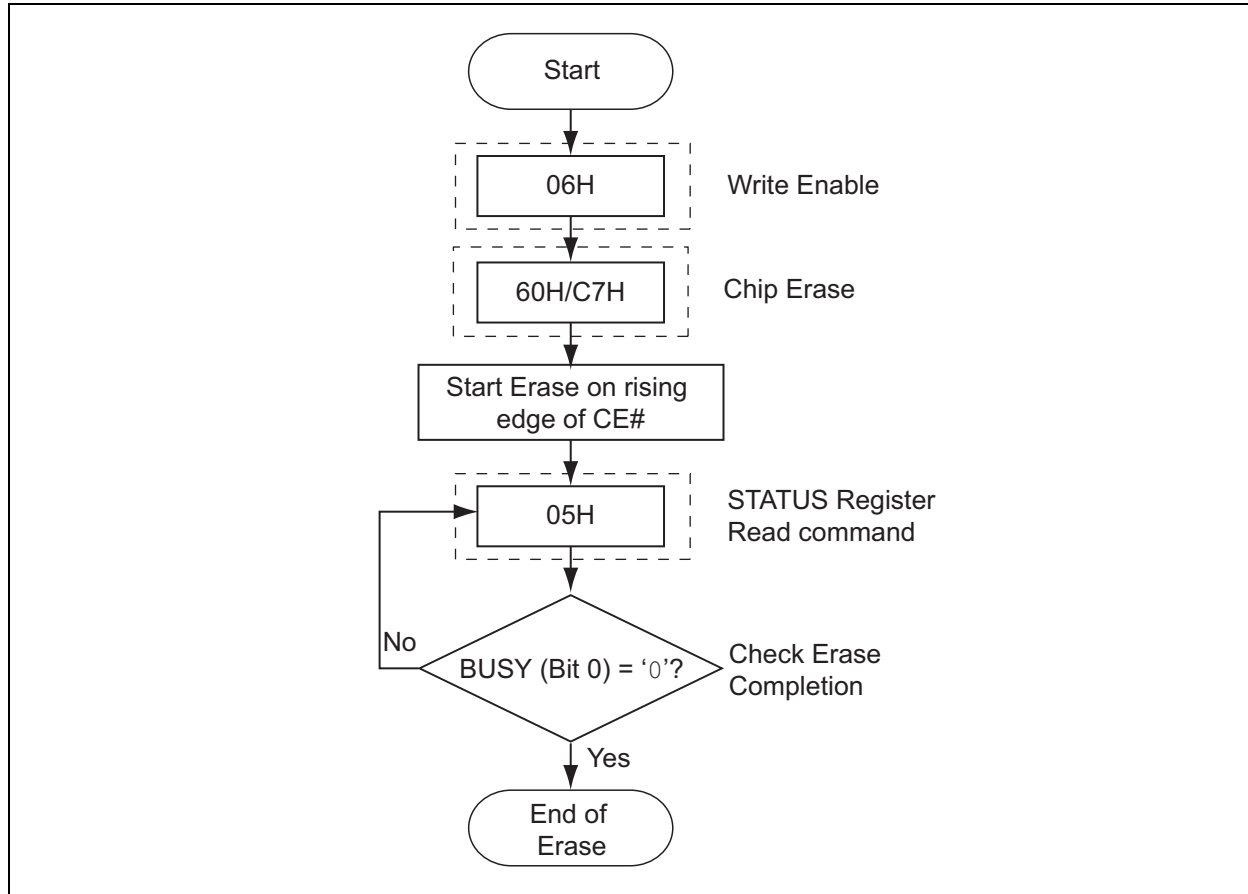 Start
06H
Write Enable
60H/C7H
Chip Erase
Start Erase on rising
edge of CE#
05H
STATUS Register
Read command
No
BUSY (Bit 0) = ‘0’?
Check Erase
Completion
Yes
End of
Erase